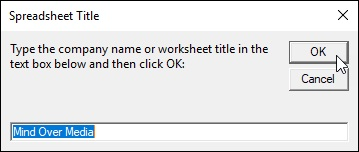 Spreadsheet Title
Type the company name or worksheet title in the
text box below and then click OK:
OK
Cancel
Mind Over Media